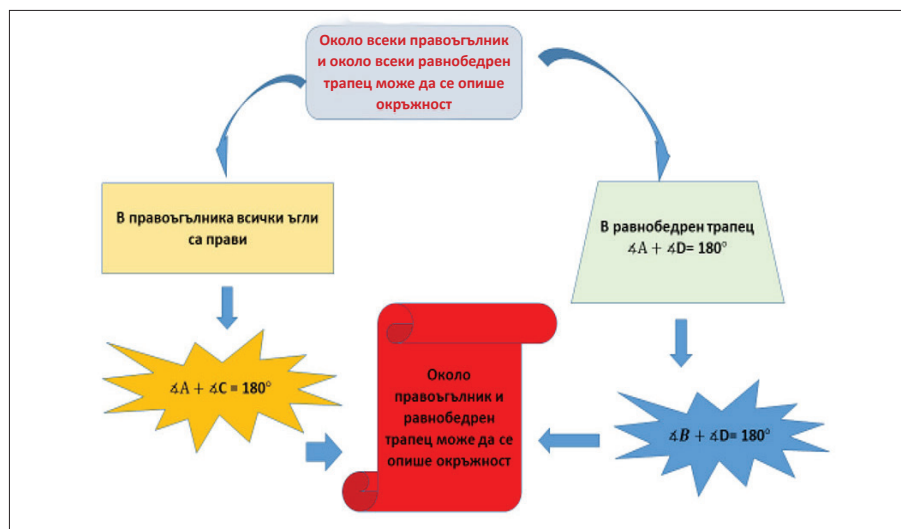 Около всеки правоъгълник
и около всеки равнобедрен
трапец може да се опише
окръжност
В правоъгълника всички ъгли
са прави
В равнобедрен трапец
∡A + ∡D= 180°
∡A + ∡C = 180°
Около
правоъгълник и
равнобедрен
трапец може да се
опише окръжност
∡B + ∡D= 180°